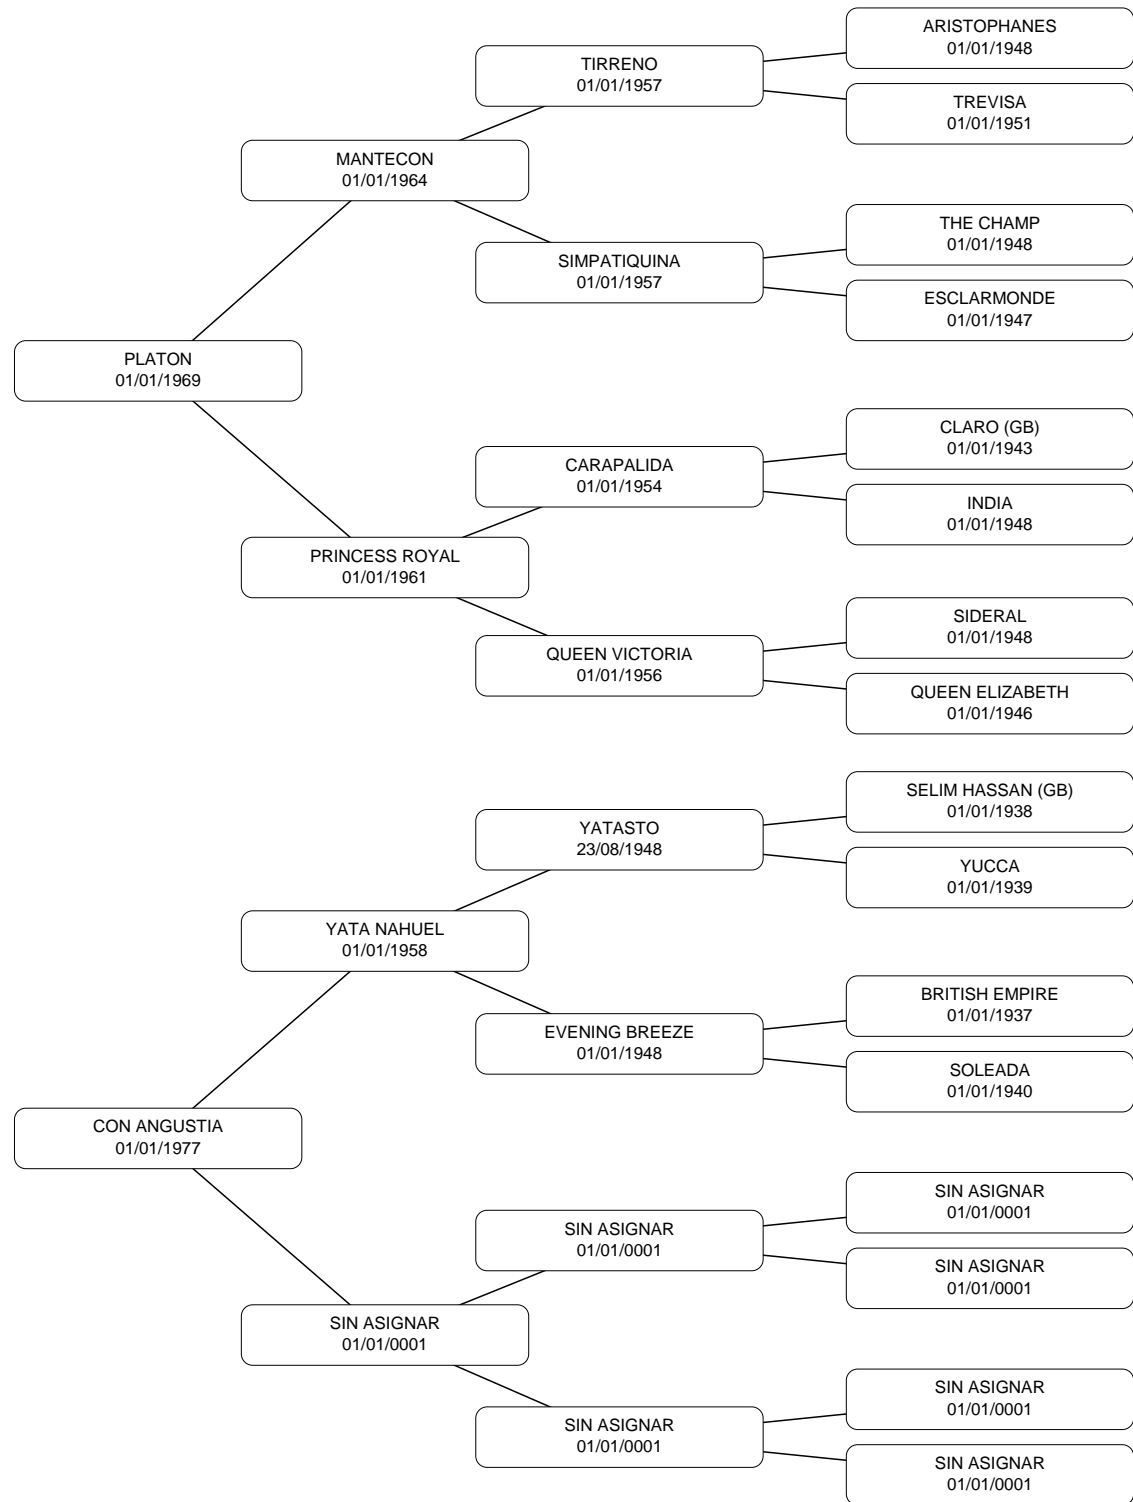 ARISTOPHANES
01/01/1948
TIRRENO
01/01/1957
TREVISA
01/01/1951
MANTECON
01/01/1964
THE CHAMP
01/01/1948
SIMPATIQUINA
01/01/1957
ESCLARMONDE
01/01/1947
PLATON
01/01/1969
CLARO (GB)
01/01/1943
CARAPALIDA
01/01/1954
INDIA
01/01/1948
PRINCESS ROYAL
01/01/1961
SIDERAL
01/01/1948
QUEEN VICTORIA
01/01/1956
QUEEN ELIZABETH
01/01/1946
SELIM HASSAN (GB)
01/01/1938
YATASTO
23/08/1948
YUCCA
01/01/1939
YATA NAHUEL
01/01/1958
BRITISH EMPIRE
01/01/1937
EVENING BREEZE
01/01/1948
SOLEADA
01/01/1940
CON ANGUSTIA
01/01/1977
SIN ASIGNAR
01/01/0001
SIN ASIGNAR
01/01/0001
SIN ASIGNAR
01/01/0001
SIN ASIGNAR
01/01/0001
SIN ASIGNAR
01/01/0001
SIN ASIGNAR
01/01/0001
SIN ASIGNAR
01/01/0001